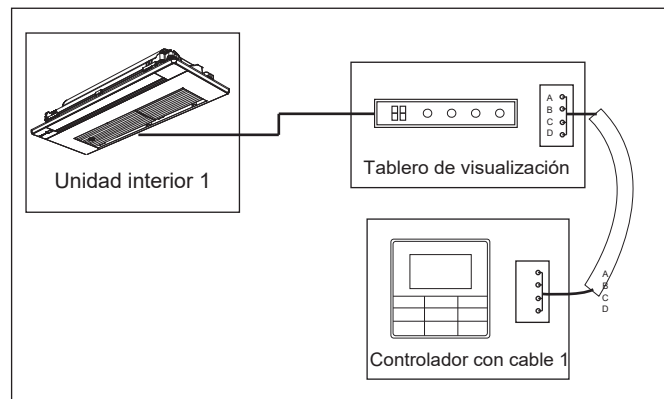 Unidad interior 1
A
B
C
D
Tablero de visualización
A
B
C
D
Controlador con cable 1